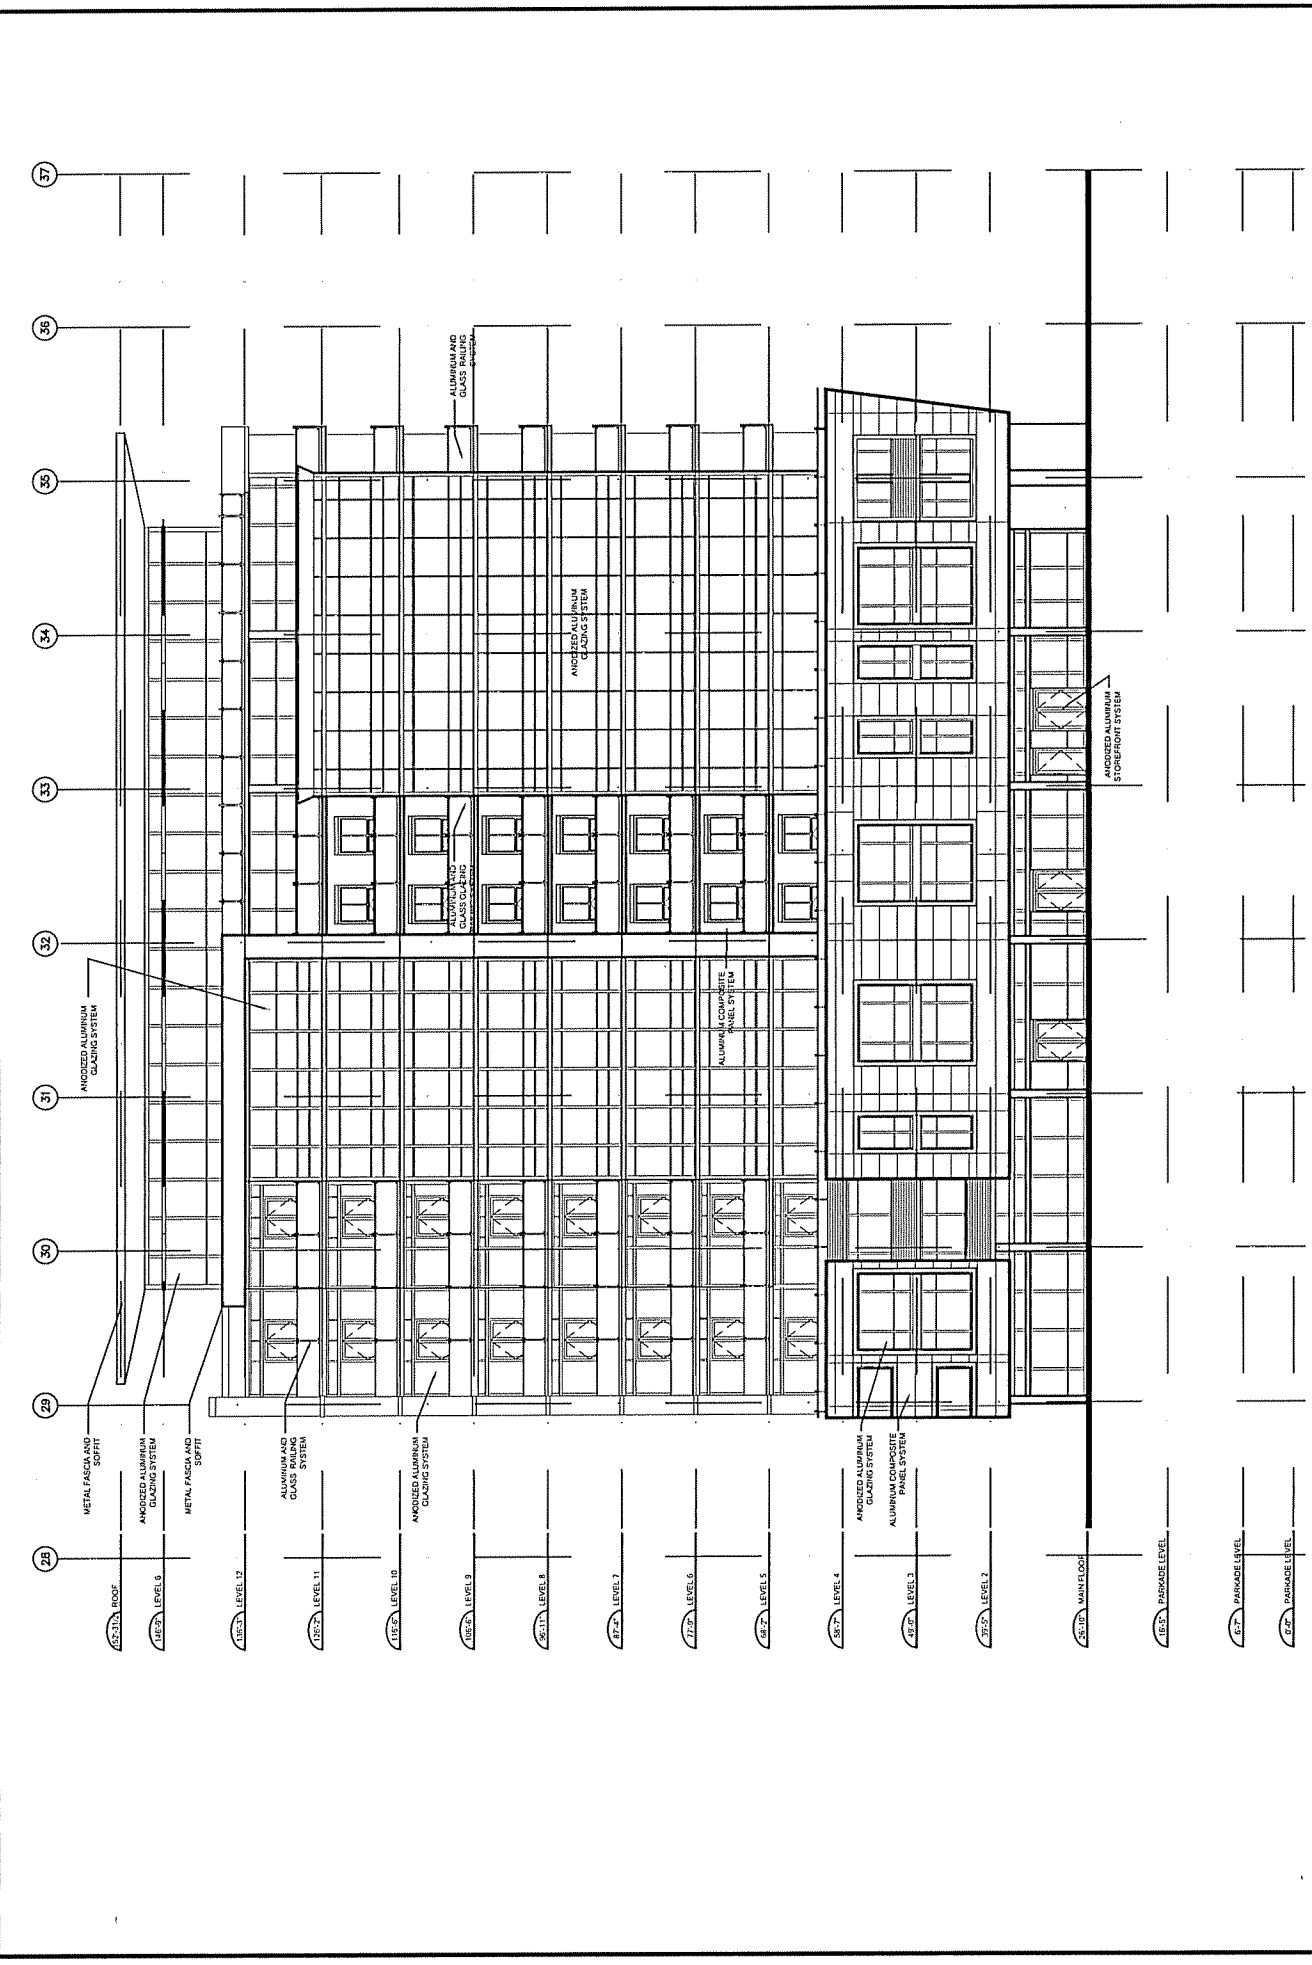 28
29
30
31
32
33
34
35
36
37
ANODIZED ALUMINUM
GLAZING SYSTEM
METAL FASCIA AND
SOFFIT
ANODIZED ALUMINUM
GLAZING SYSTEM
METAL FASCIA AND
SOFFIT
ALUMINUM AND
GLASS RAILING
SYSTEM
ANODIZED ALUMINUM
GLAZING SYSTEM
ALUMINUM AND
GLASS GLAZING
ALUMINUM AND
GLASS RAILING
SYSTEM
ANODIZED ALUMINUM
GLAZING SYSTEM
ALUMINUM COMPOSITE
PANEL SYSTEM
ANODIZED ALUMINUM
GLAZING SYSTEM
ALUMINUM COMPOSITE
PANEL SYSTEM
ANODIZED ALUMINUM
STOREFRONT SYSTEM
ROOF
LEVEL
LEVEL 12
126'-2" LEVEL 11
116'-6" LEVEL 10
106'-6" LEVEL 9
LEVEL 8
87'-4" LEVEL 7
77'-9" LEVEL 6
68'-2" LEVEL 5
58'-7" LEVEL 4
49'-0" LEVEL 3
39'-5" LEVEL 2
26'-10" MAIN FLOOR
16'-5" PARKADE LEVEL
6'-7" PARKADE LEVEL
0'-0" PARKADE LEVEL